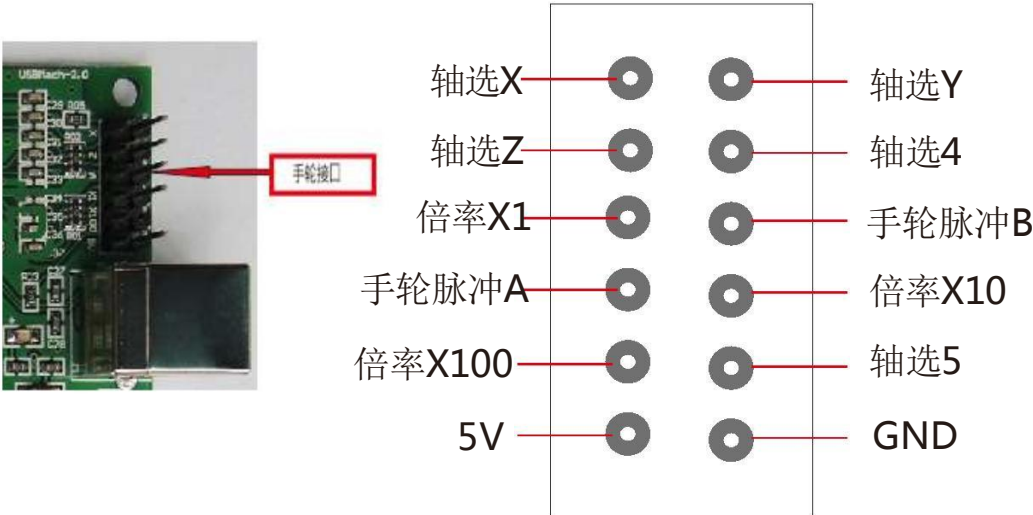 USBMach-2.0
手轮接口
轴选X
轴选Y
轴选Z
轴选4
倍率X1
手轮脉冲B
手轮脉冲A
倍率X10
倍率X100
轴选5
5V
GND